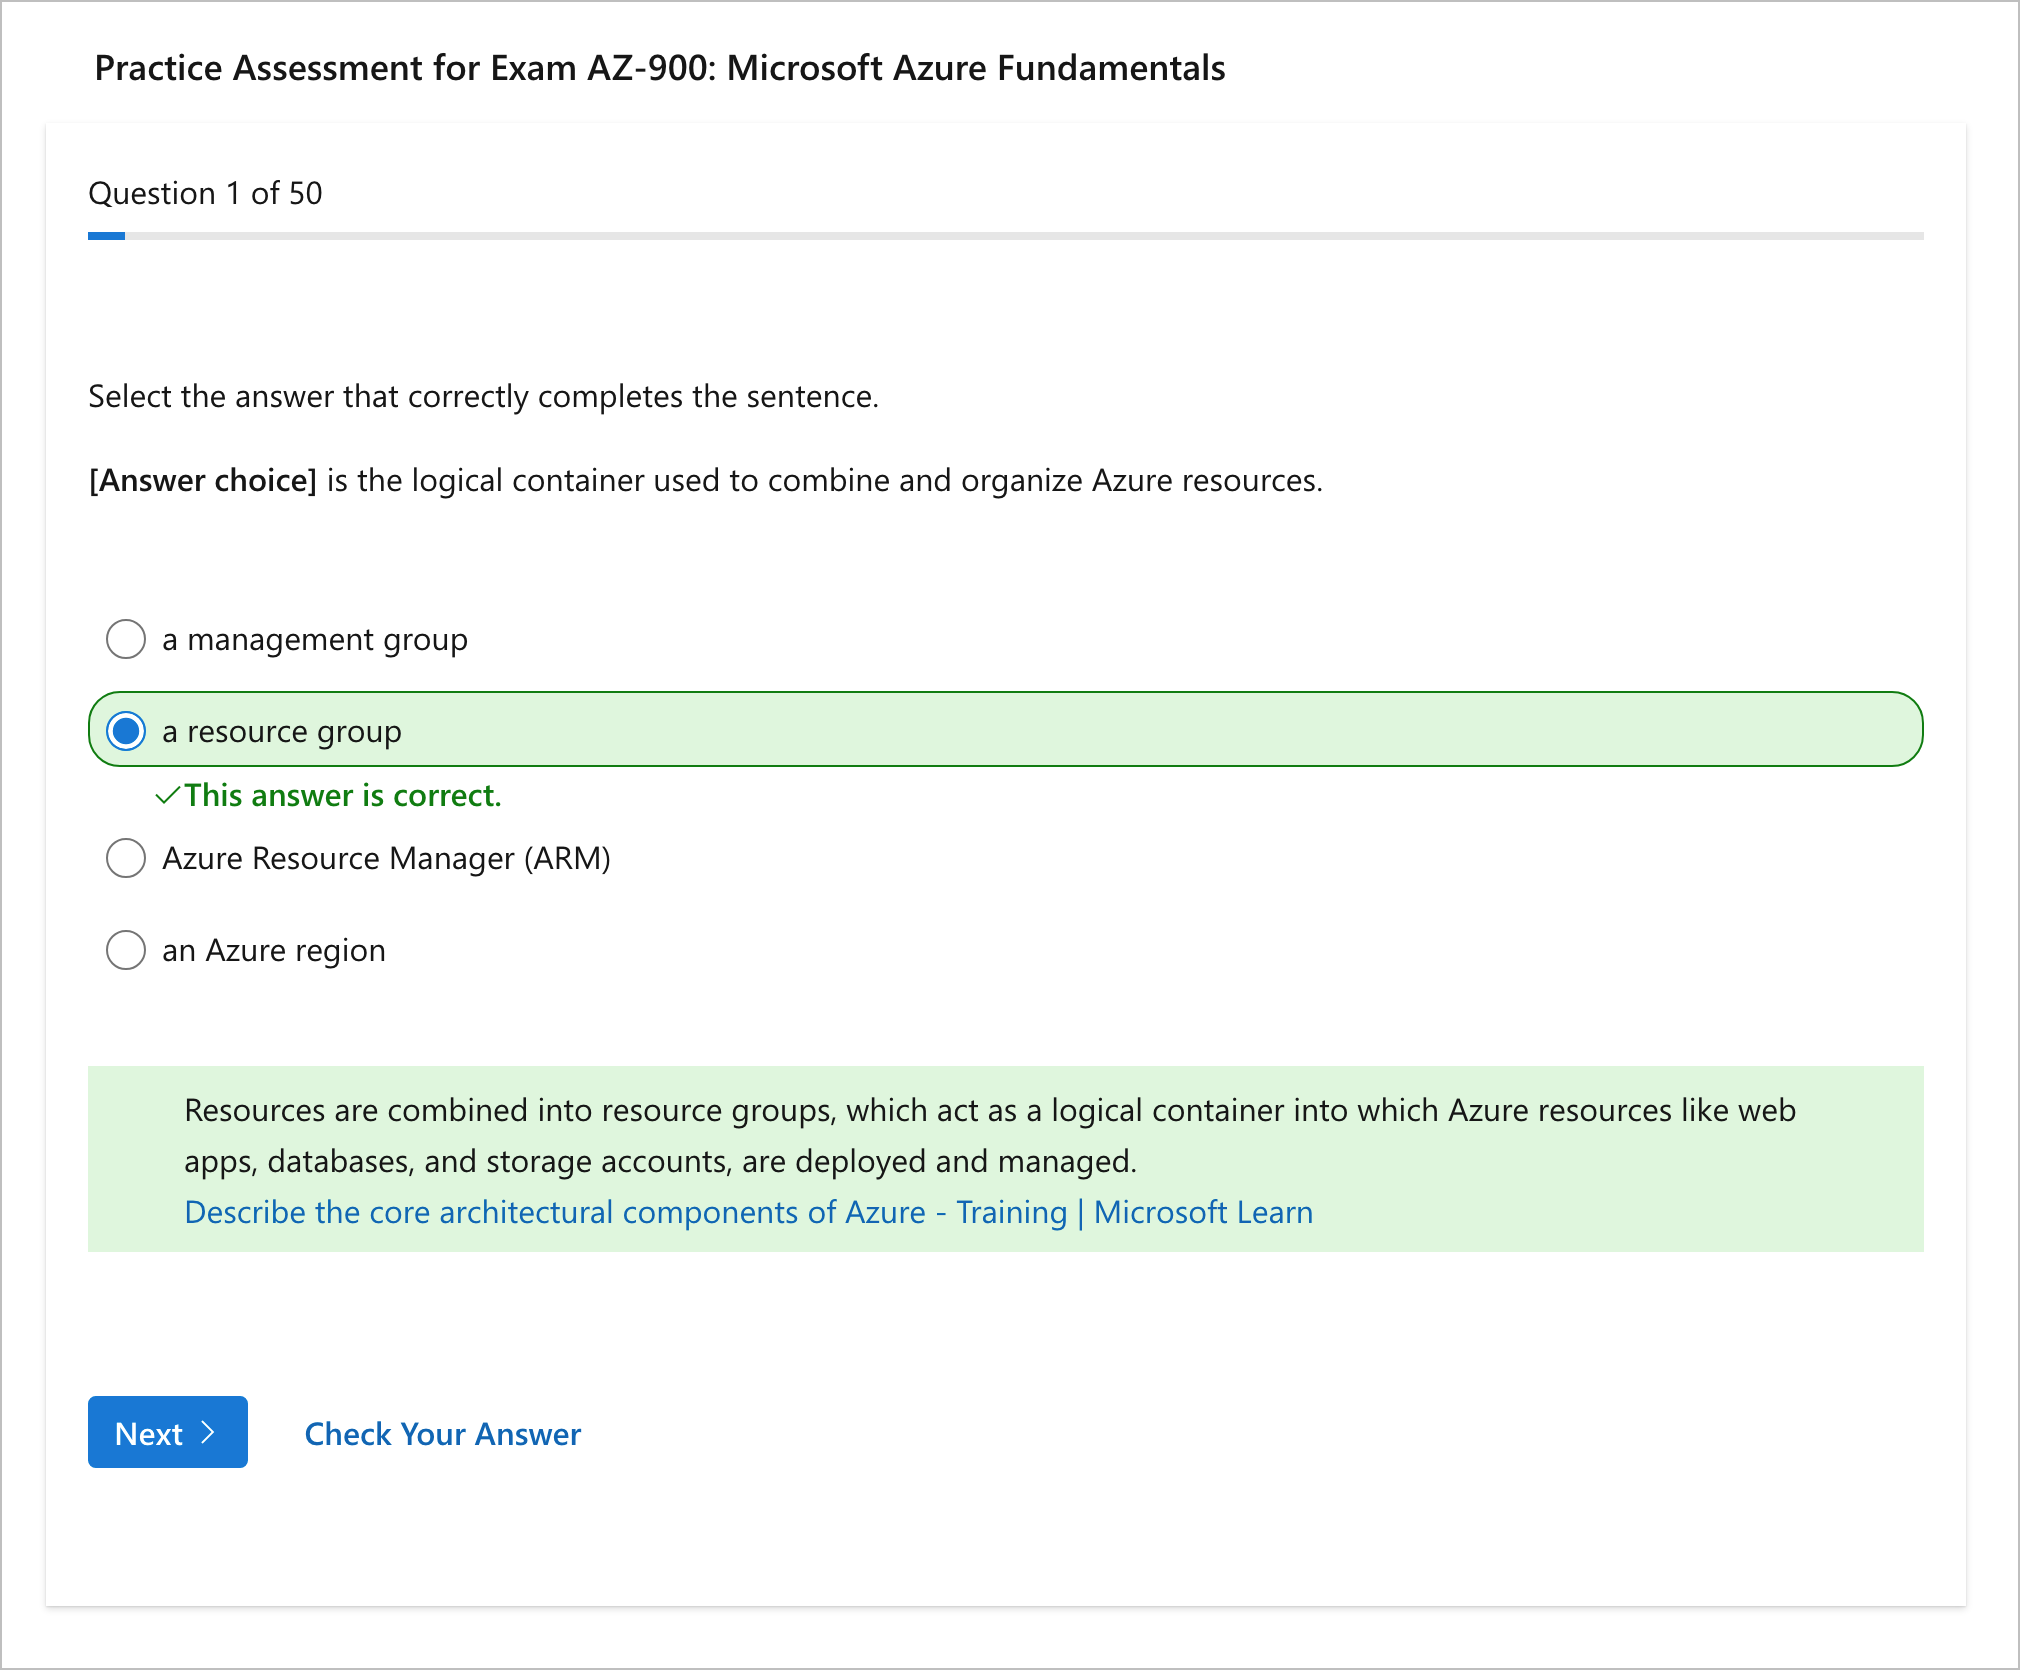 Practice Assessment for Exam AZ-900: Microsoft Azure Fundamentals
Question 1 of 50
Select the answer that correctly completes the sentence.
[Answer choice] is the logical container used to combine and organize Azure resources.
a management group
a resource group
This answer is correct.
Azure Resource Manager (ARM)
an Azure region
Resources are combined into resource groups, which act as a logical container into which Azure resources like web
apps, databases, and storage accounts, are deployed and managed.
Describe the core architectural components of Azure - Training | Microsoft Learn
Next
Check Your Answer